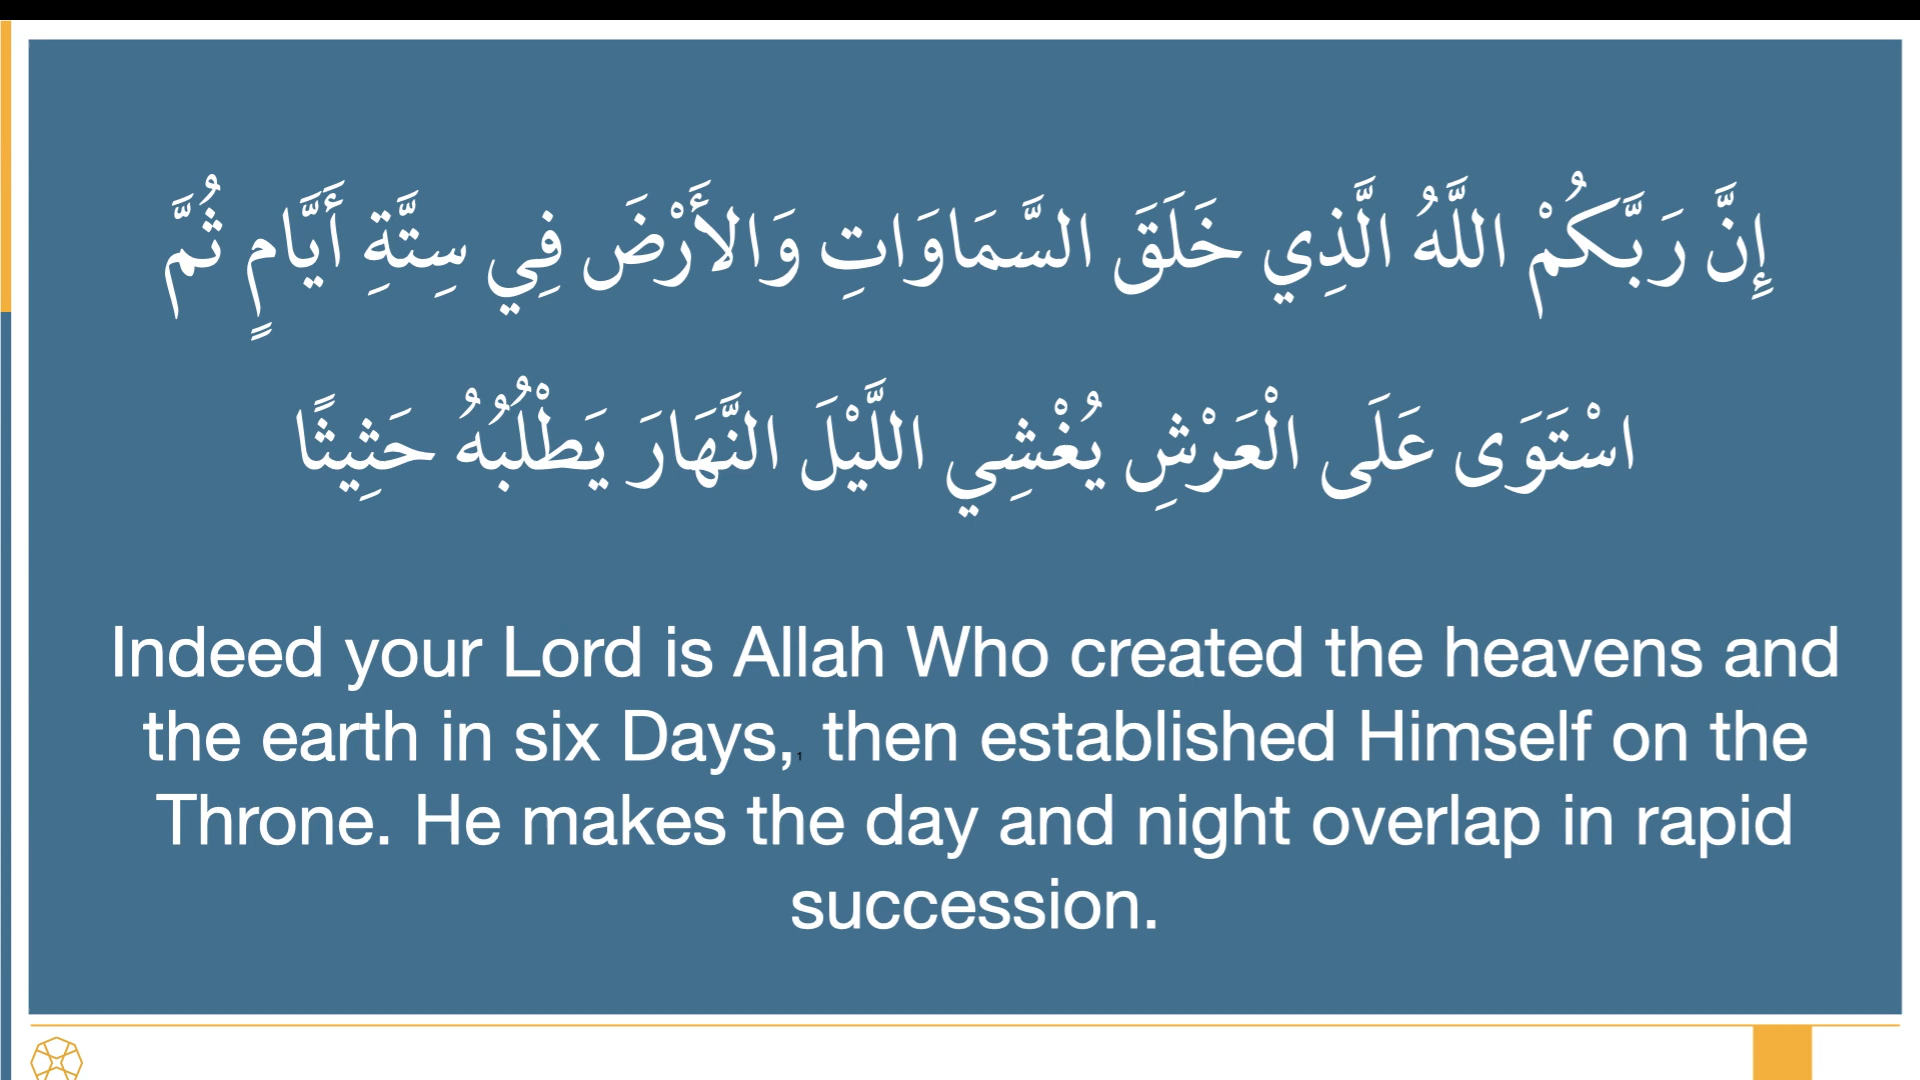 إِنَّ رَبَّكُمْ اللَّهُ الَّذِي خَلَقَ السَّمَاوَاتِ وَالأَرْضَ فِي سِتَّةِ أَيَّامٍ ثُمَّ
اسْتَوَى عَلَى الْعَرْشِ يُغْشِي اللَّيْلَ النَّهَارَ يَطْلُبُهُ حَثِيثًا
Indeed your Lord is Allah Who created the heavens and
the earth in six Days,,1 then established Himself on the
Throne. He makes the day and night overlap in rapid
succession.